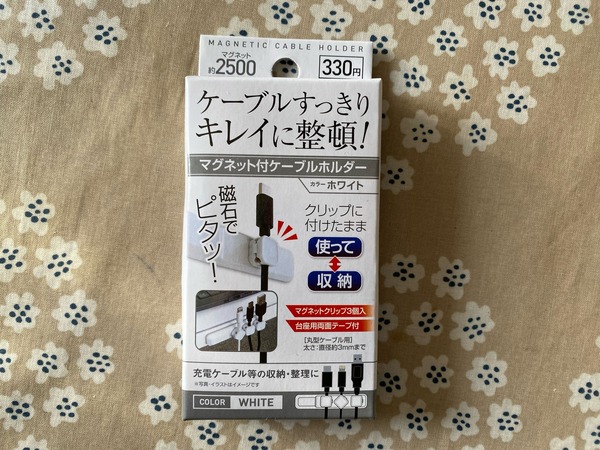 MAGNETIC CABLE HOLDER
マグネット
約2500
330円
ケーブルすっきり
キレイに整頓!
マグネット付ケーブルホルダー
カラー ホワイト
磁石で
ピタッー!
クリップに
付けたまま
使って
収納
マグネットクリップ3個入
台座用両面テープ付
[丸型ケーブル用]
太さ:直径約3mmまで
充電ケーブル等の収納・整理に
※写真・イラストはイメージです
COLOR WHITE